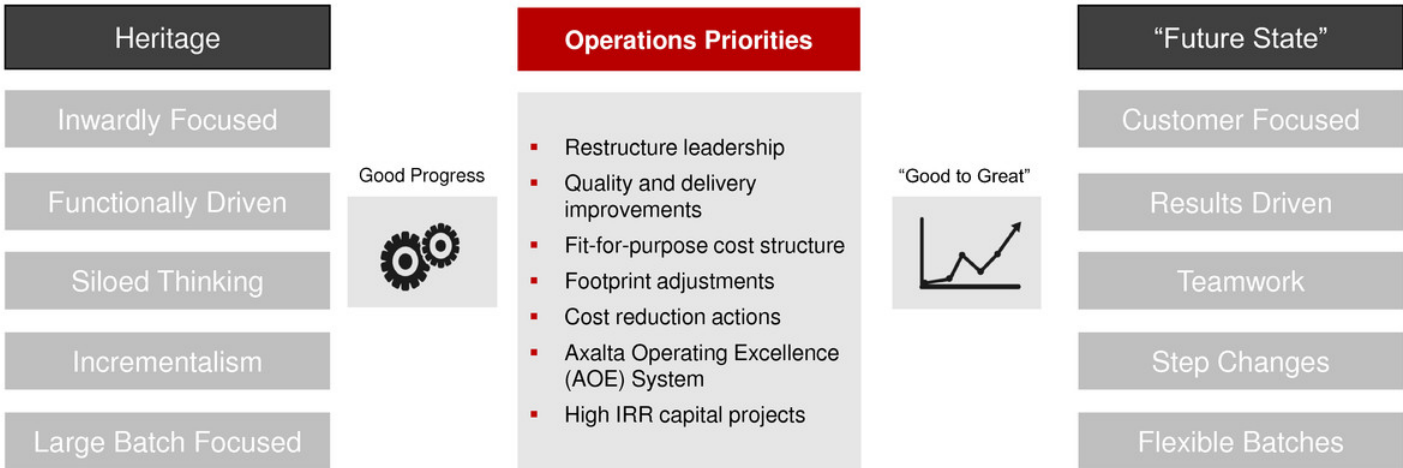 Heritage
Inwardly Focused
Functionally Driven
Siloed Thinking
Incrementalism
Large Batch Focused
Good Progress
Operations Priorities
▪ Restructure leadership
▪ Quality and delivery
improvements
▪ Fit-for-purpose cost structure
▪ Footprint adjustments
▪ Cost reduction actions
▪ Axalta Operating Excellence
(AOE) System
▪ High IRR capital projects
“Good to Great”
“Future State”
Customer Focused
Results Driven
Teamwork
Step Changes
Flexible Batches